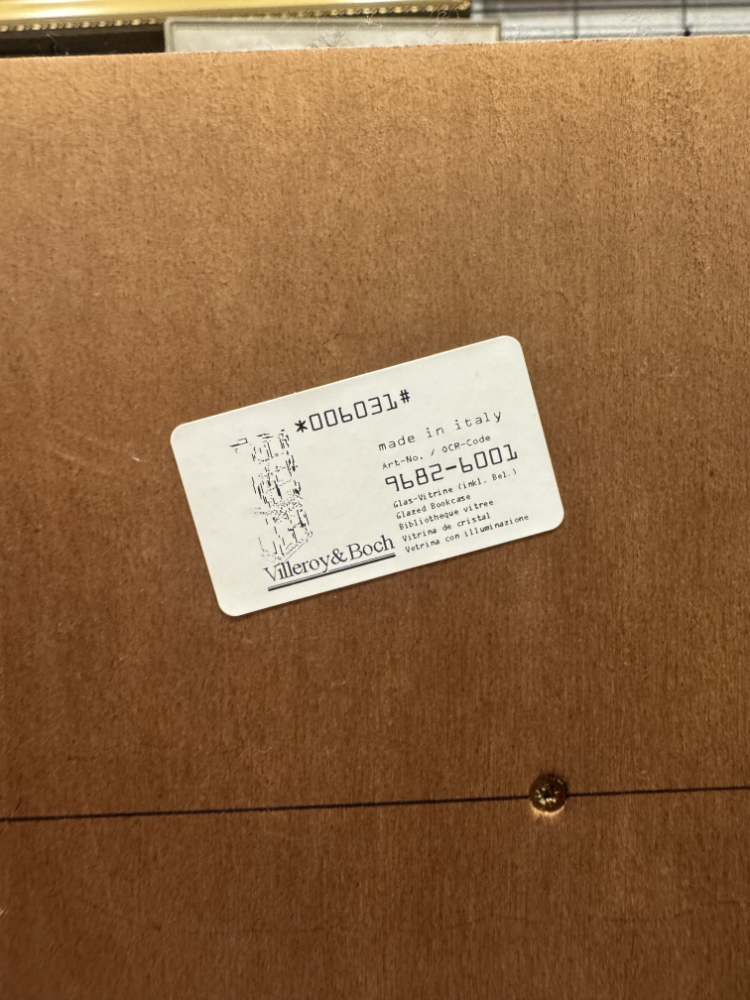 *006031#
made in italy
Art-No. / OCR-Code
9682-6001
Glas-Vitrine (inkl. Bel.)
Glazed Bookcase
Bibliotheque vitree
Vitrina de cristal
Vetrina con illuminazione
Villeroy&Boch